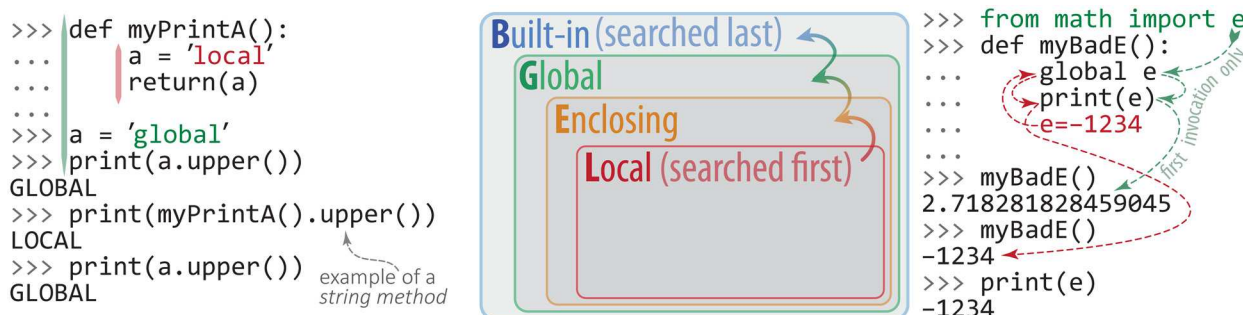 >>> def myPrintA():
...     a = 'local'
...     return(a)
...
>>> a = 'global'
>>> print(a.upper())
GLOBAL
>>> print(myPrintA().upper())
LOCAL
>>> print(a.upper())
GLOBAL
example of a
string method
Built-in (searched last)
Global
Enclosing
Local (searched first)
>>> from math import e
>>> def myBadE():
...     global e
...     print(e)
...     e=–1234
...
>>> myBadE()
2.718281828459045
>>> myBadE()
–1234
>>> print(e)
–1234
first invocation only